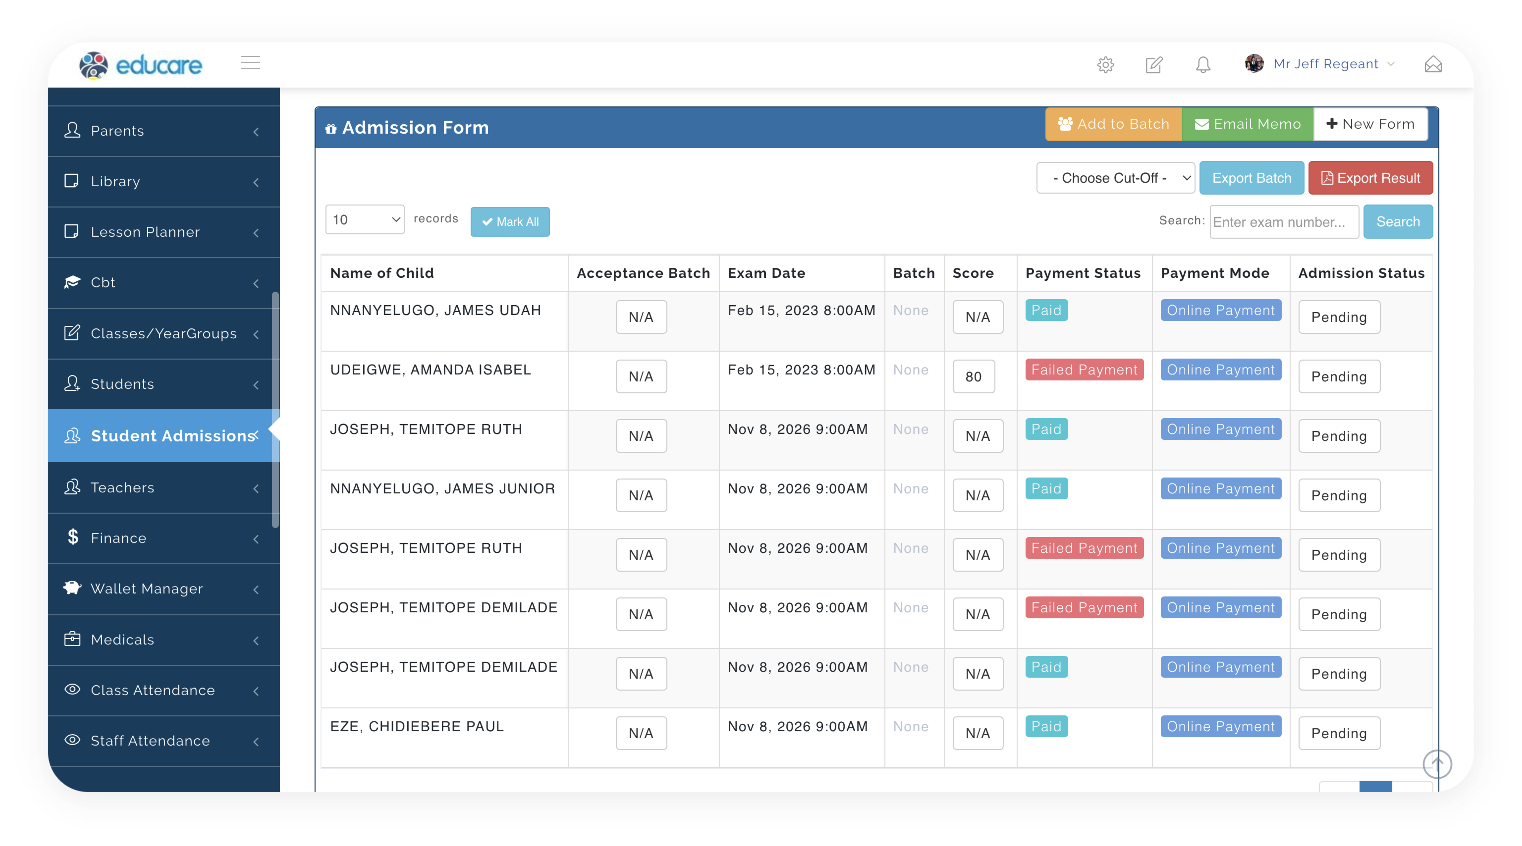 educare
Mr Jeff Regeant
Parents
Library
Lesson Planner
Cbt
Classes/YearGroups
Students
Student Admissions
Teachers
Finance
Wallet Manager
Medicals
Class Attendance
Staff Attendance
Admission Form
Add to Batch Email Memo New Form
- Choose Cut-Off - Export Batch Export Result
10 records Mark All Search: Enter exam number... Search
Name of Child Acceptance Batch Exam Date Batch Score Payment Status Payment Mode Admission Status
NNANYELUGO, JAMES UDAH N/A Feb 15, 2023 8:00AM None N/A Paid Online Payment Pending
UDEIGWE, AMANDA ISABEL N/A Feb 15, 2023 8:00AM None 80 Failed Payment Online Payment Pending
JOSEPH, TEMITOPE RUTH N/A Nov 8, 2026 9:00AM None N/A Paid Online Payment Pending
NNANYELUGO, JAMES JUNIOR N/A Nov 8, 2026 9:00AM None N/A Paid Online Payment Pending
JOSEPH, TEMITOPE RUTH N/A Nov 8, 2026 9:00AM None N/A Failed Payment Online Payment Pending
JOSEPH, TEMITOPE DEMILADE N/A Nov 8, 2026 9:00AM None N/A Failed Payment Online Payment Pending
JOSEPH, TEMITOPE DEMILADE N/A Nov 8, 2026 9:00AM None N/A Paid Online Payment Pending
EZE, CHIDIEBERE PAUL N/A Nov 8, 2026 9:00AM None N/A Paid Online Payment Pending